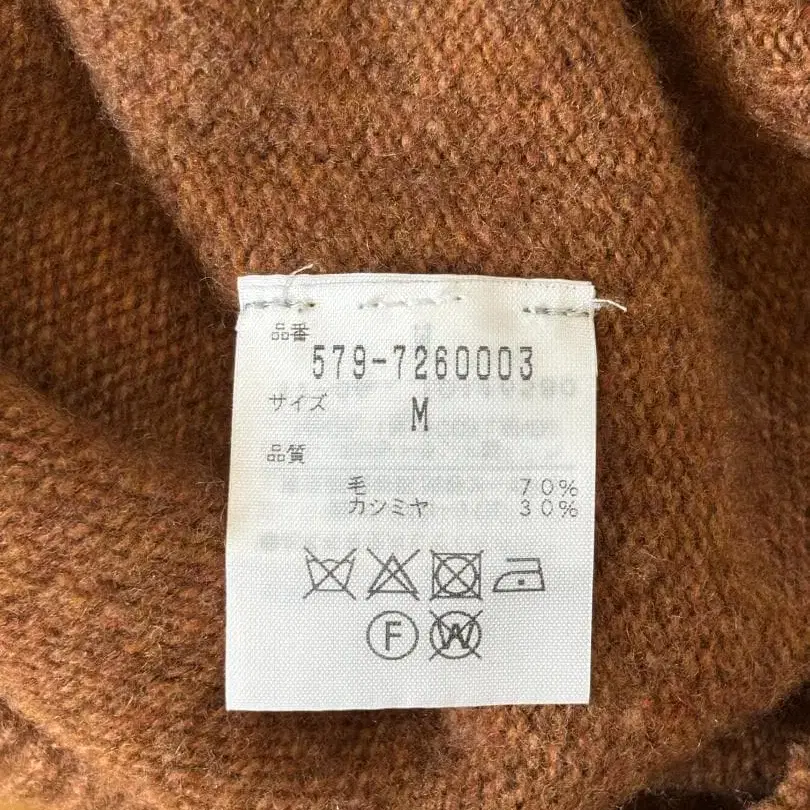 品番
579-7260003
サイズ M
品質
毛 70%
カシミヤ 30%
F W